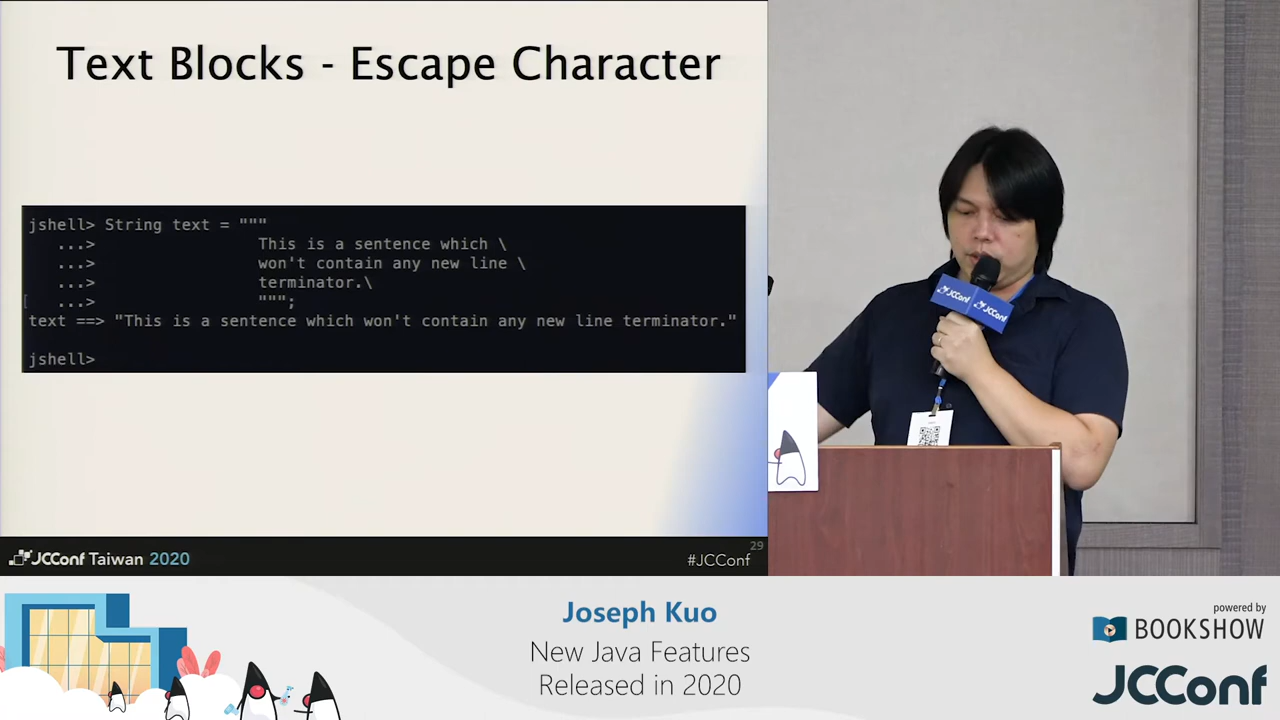 Text Blocks - Escape Character
jshell> String text = """
...> This is a sentence which \
...> won't contain any new line \
...> terminator.\
...> """;
text ==> "This is a sentence which won't contain any new line terminator."
jshell>
JCConf Taiwan 2020
29
#JCConf
JCConf
JCConf
Joseph Kuo
New Java Features
Released in 2020
powered by
BOOKSHOW
JCConf